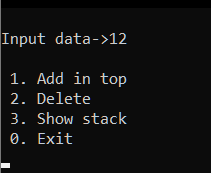 Input data->12
1. Add in top
2. Delete
3. Show stack
0. Exit